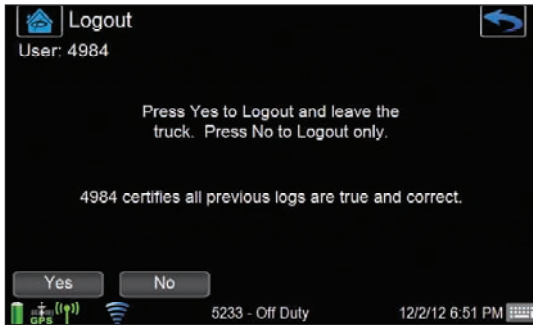 Logout
User: 4984
Press Yes to Logout and leave the
truck. Press No to Logout only.
4984 certifies all previous logs are true and correct.
Yes No
GPS 5233 - Off Duty 12/2/12 6:51 PM